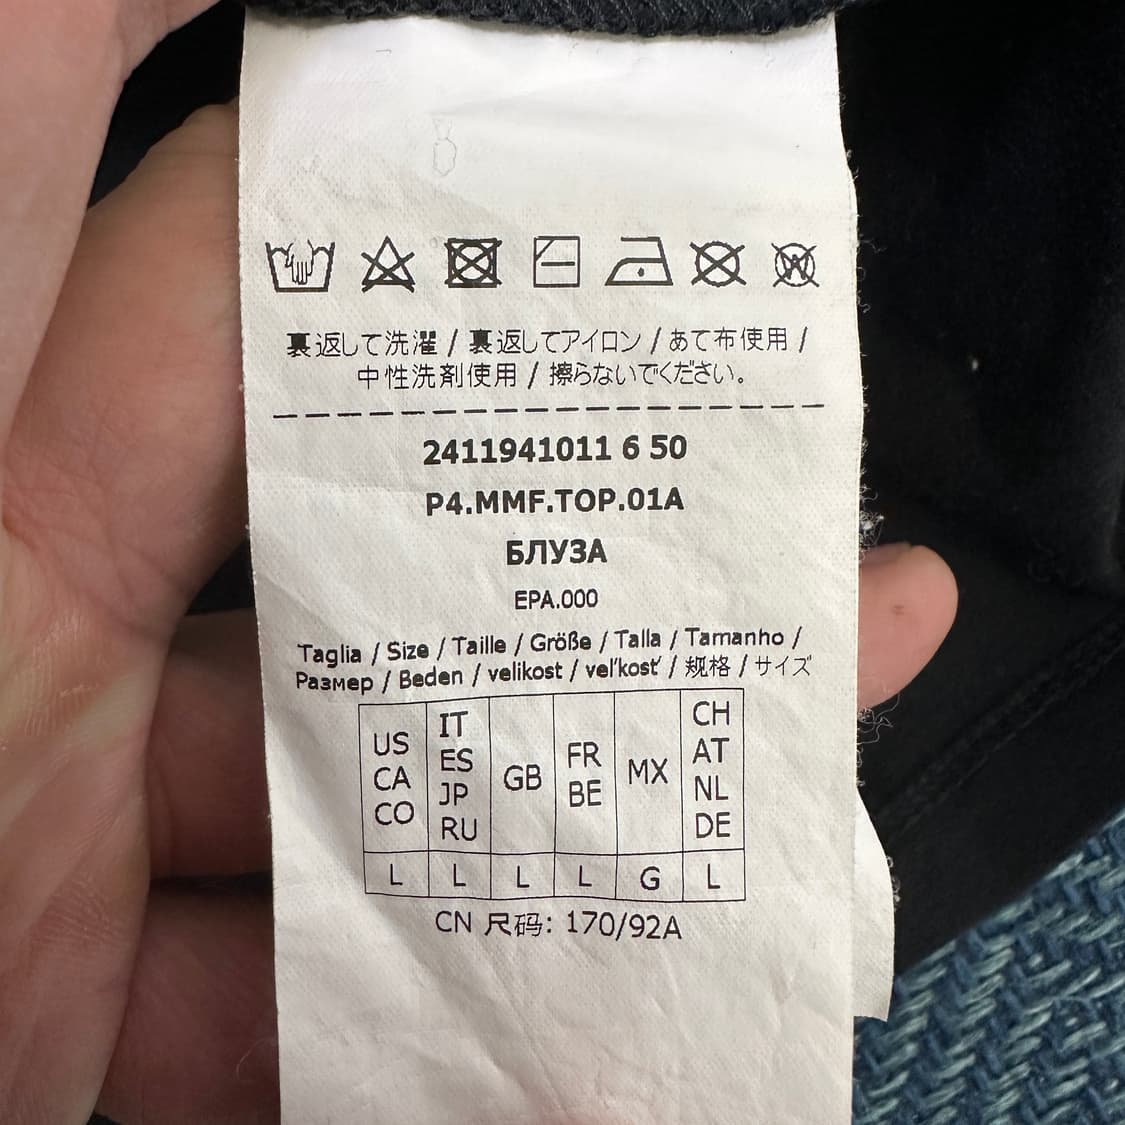 裏返して洗濯 / 裏返してアイロン / あて布使用 /
中性洗剤使用 / 擦らないでください。
2411941011 6 50
P4.MMF.TOP.01A
БЛУЗА
EPA.000
Taglia / Size / Taille / Größe / Talla / Tamanho /
Размер / Beden / velikost / vel'kosť / 规格 / サイズ
US CA CO | IT ES JP RU | GB | FR BE | MX | CH AT NL DE
L | L | L | L | G | L
CN 尺码: 170/92A